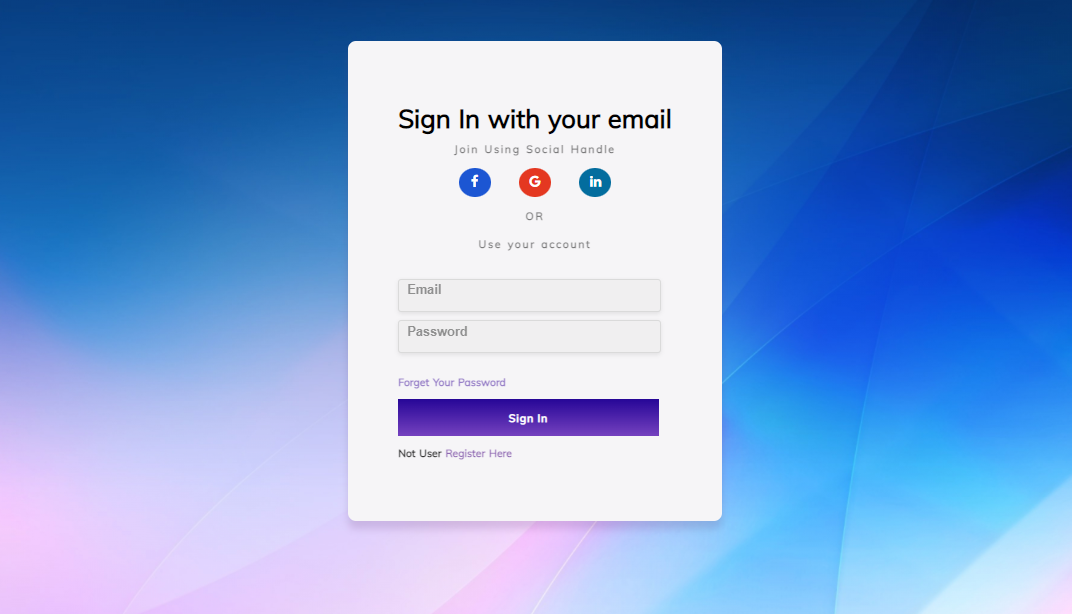 Sign In with your email
Join Using Social Handle
f G in
OR
Use your account
Email
Password
Forget Your Password
Sign In
Not User Register Here